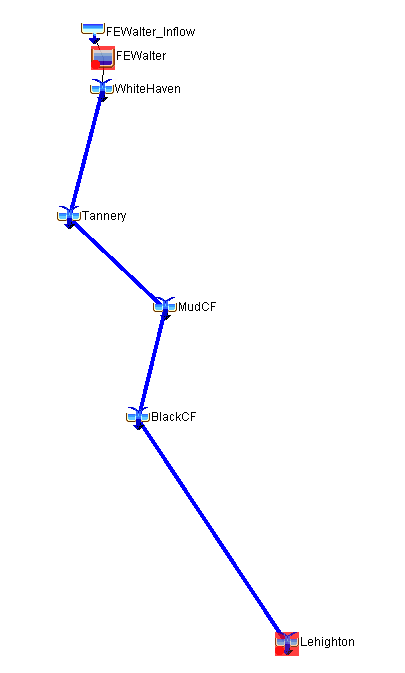 FEWalter_Inflow
FEWalter
WhiteHaven
Tannery
MudCF
BlackCF
Lehighton